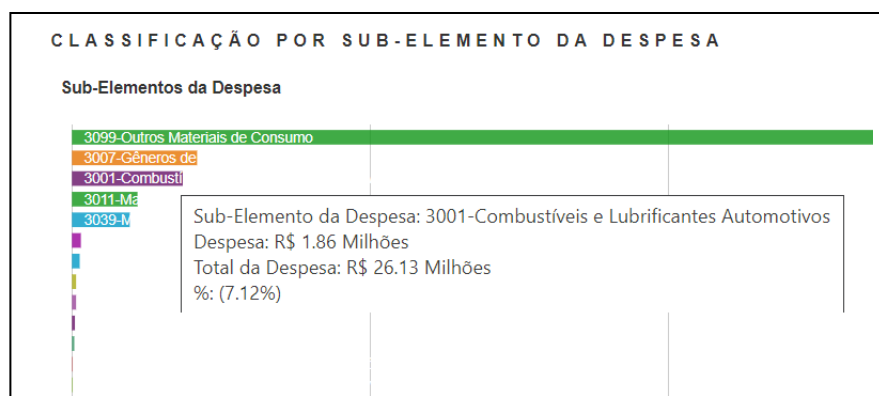 CLASSIFICAÇÃO POR SUB-ELEMENTO DA DESPESA
Sub-Elementos da Despesa
3099-Outros Materiais de Consumo
3007-Gêneros de
3001-Combustí
3011-Ma
3039-M
Sub-Elemento da Despesa: 3001-Combustíveis e Lubrificantes Automotivos
Despesa: R$ 1.86 Milhões
Total da Despesa: R$ 26.13 Milhões
%: (7.12%)